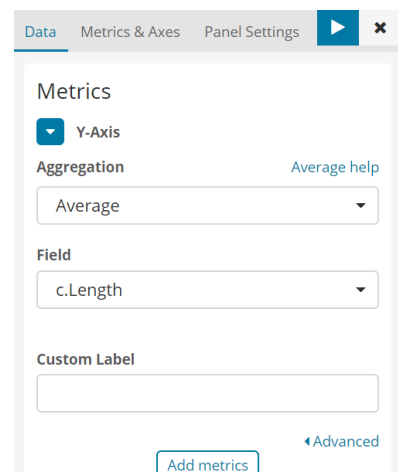 Data Metrics & Axes Panel Settings
Metrics
Y-Axis
Aggregation Average help
Average
Field
c.Length
Custom Label
Advanced
Add metrics